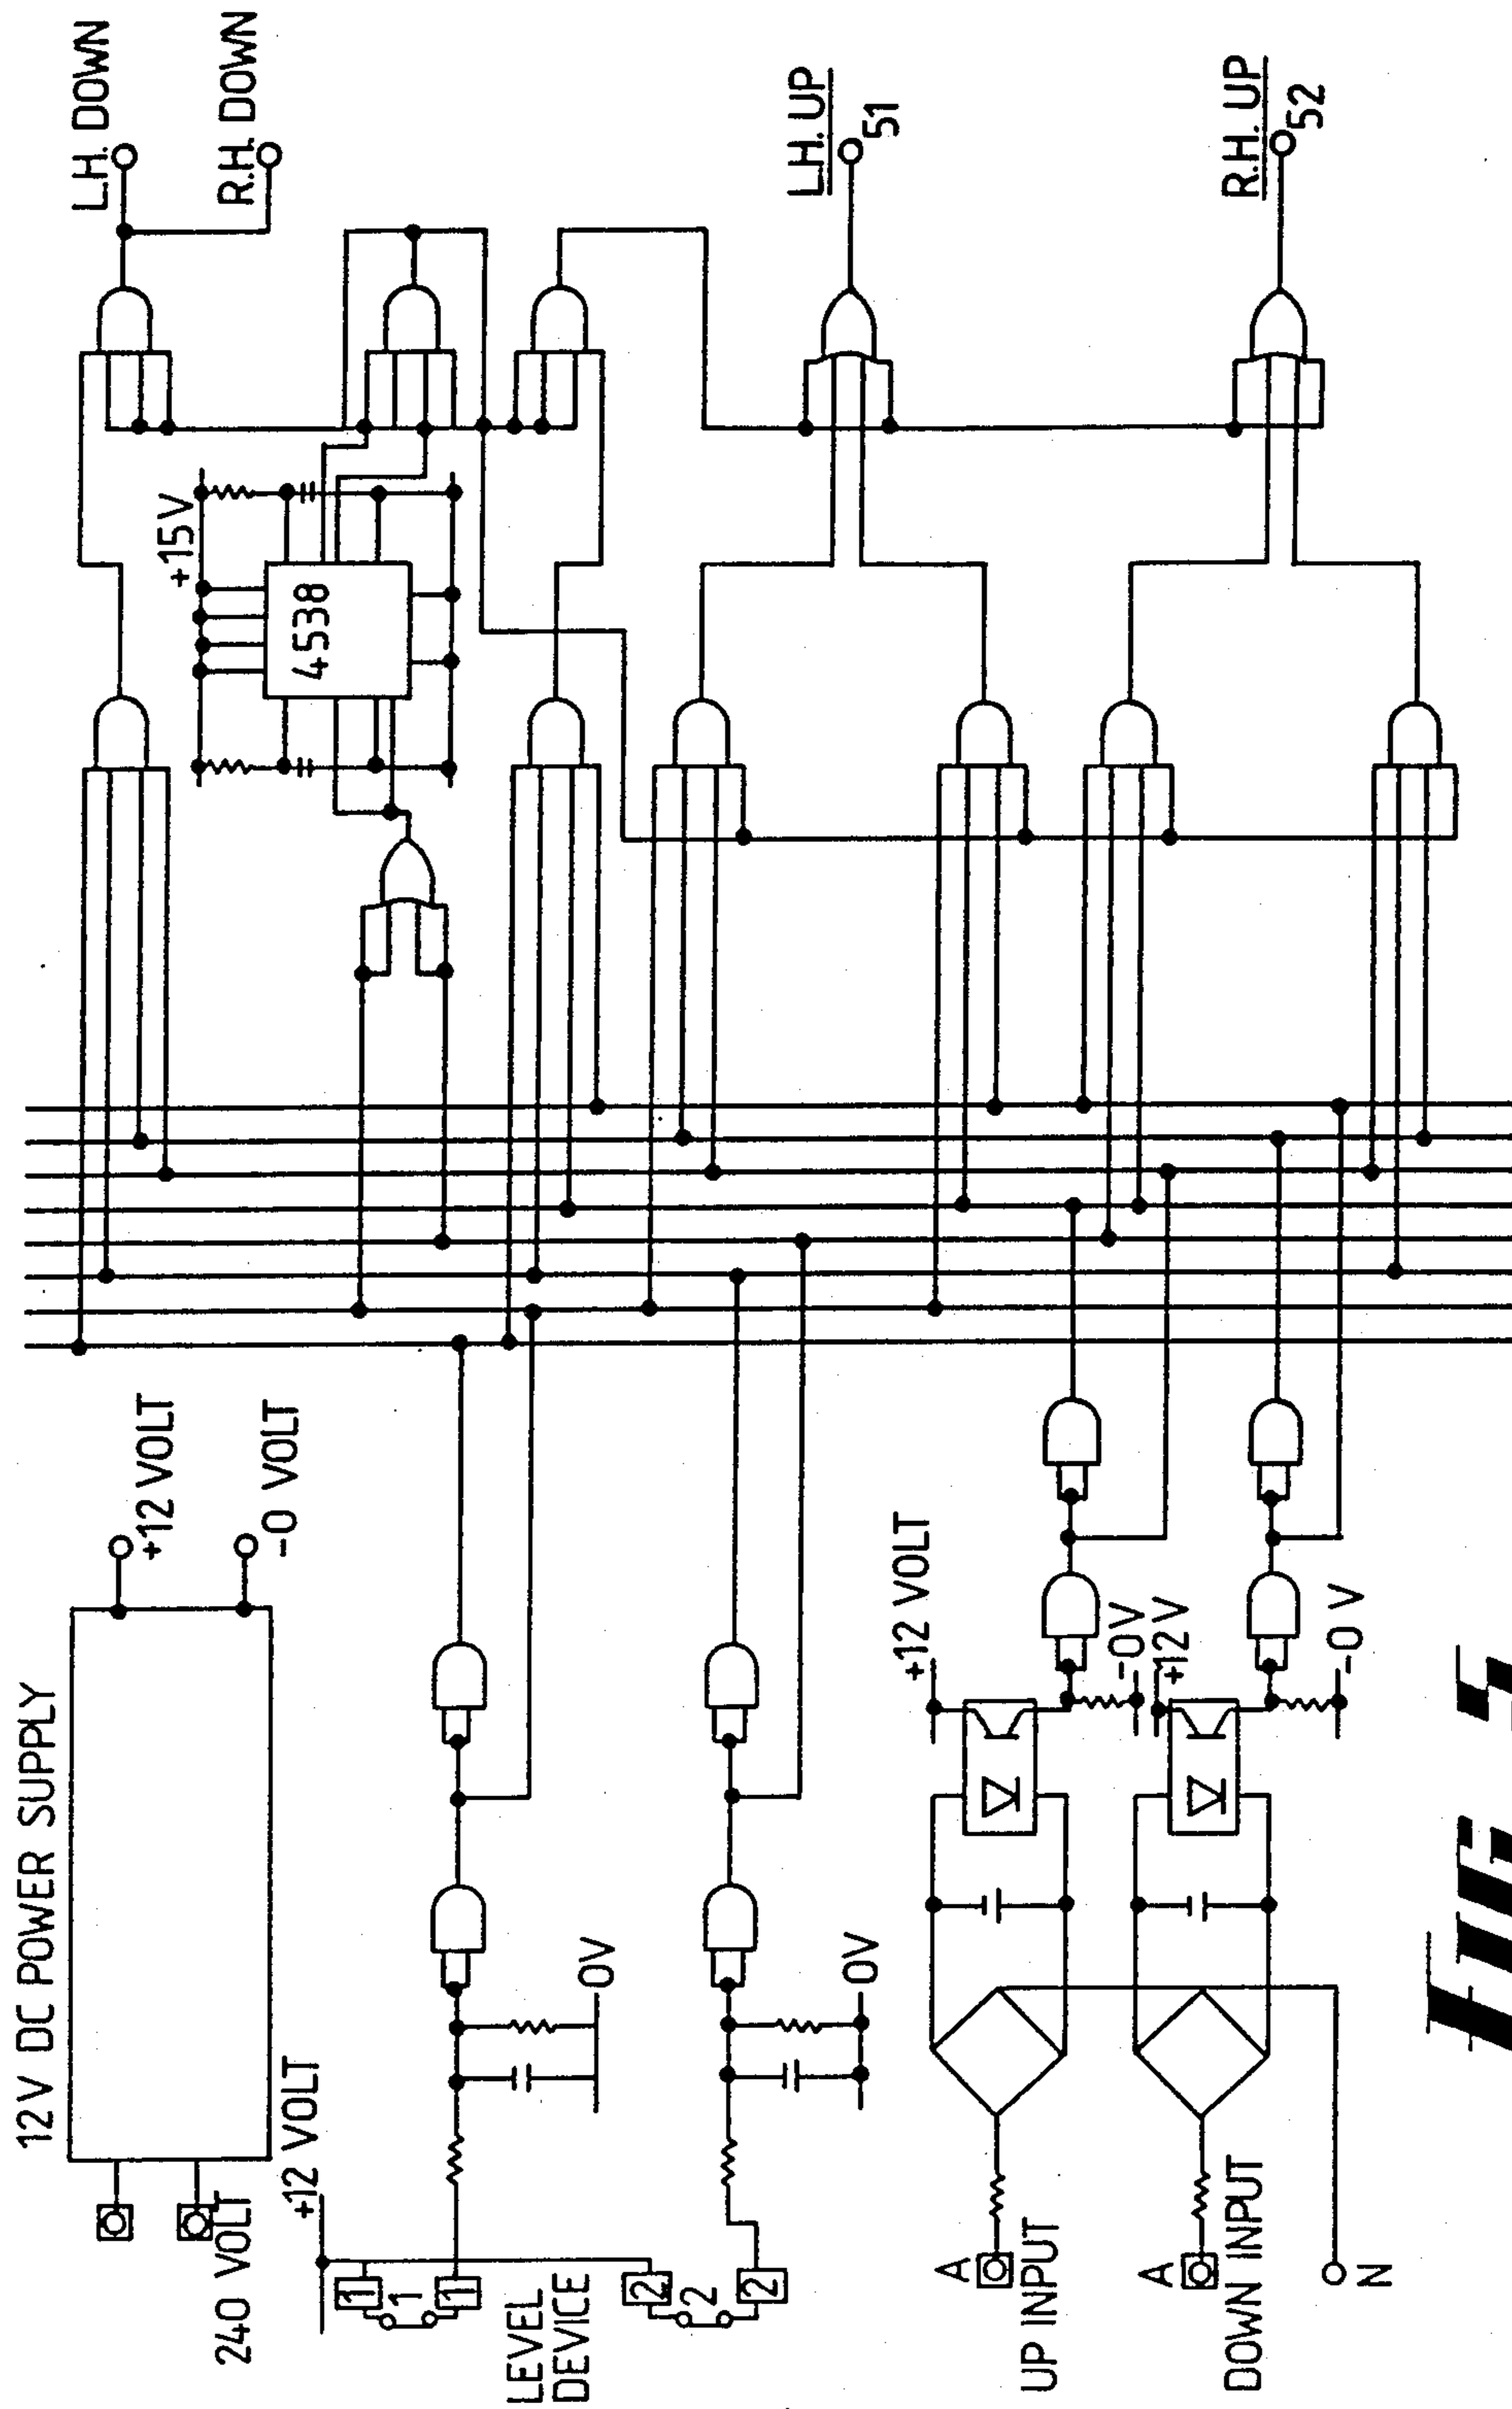 12V DC POWER SUPPLY
240 VOLT
+12 VOLT
-0 VOLT
+12 VOLT
1
1
1
LEVEL
DEVICE
2
2
2
0V
0V
A
UP INPUT
A
DOWN INPUT
N
+12 VOLT
-0V
+12V
-0 V
+15V
4538
L.H. DOWN
R.H. DOWN
L.H. UP
51
R.H. UP
52